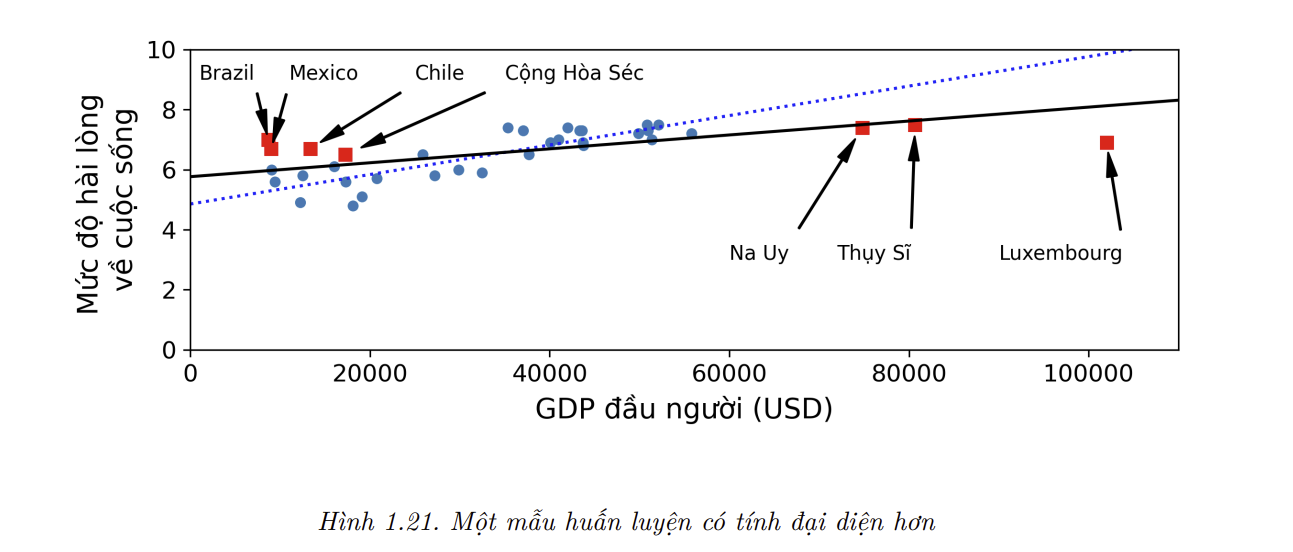 10
8
6
4
2
0
Mức độ hài lòng
về cuộc sống
Brazil
Mexico
Chile
Cộng Hòa Séc
Na Uy
Thụy Sĩ
Luxembourg
0
20000
40000
60000
80000
100000
GDP đầu người (USD)
Hình 1.21. Một mẫu huấn luyện có tính đại diện hơn